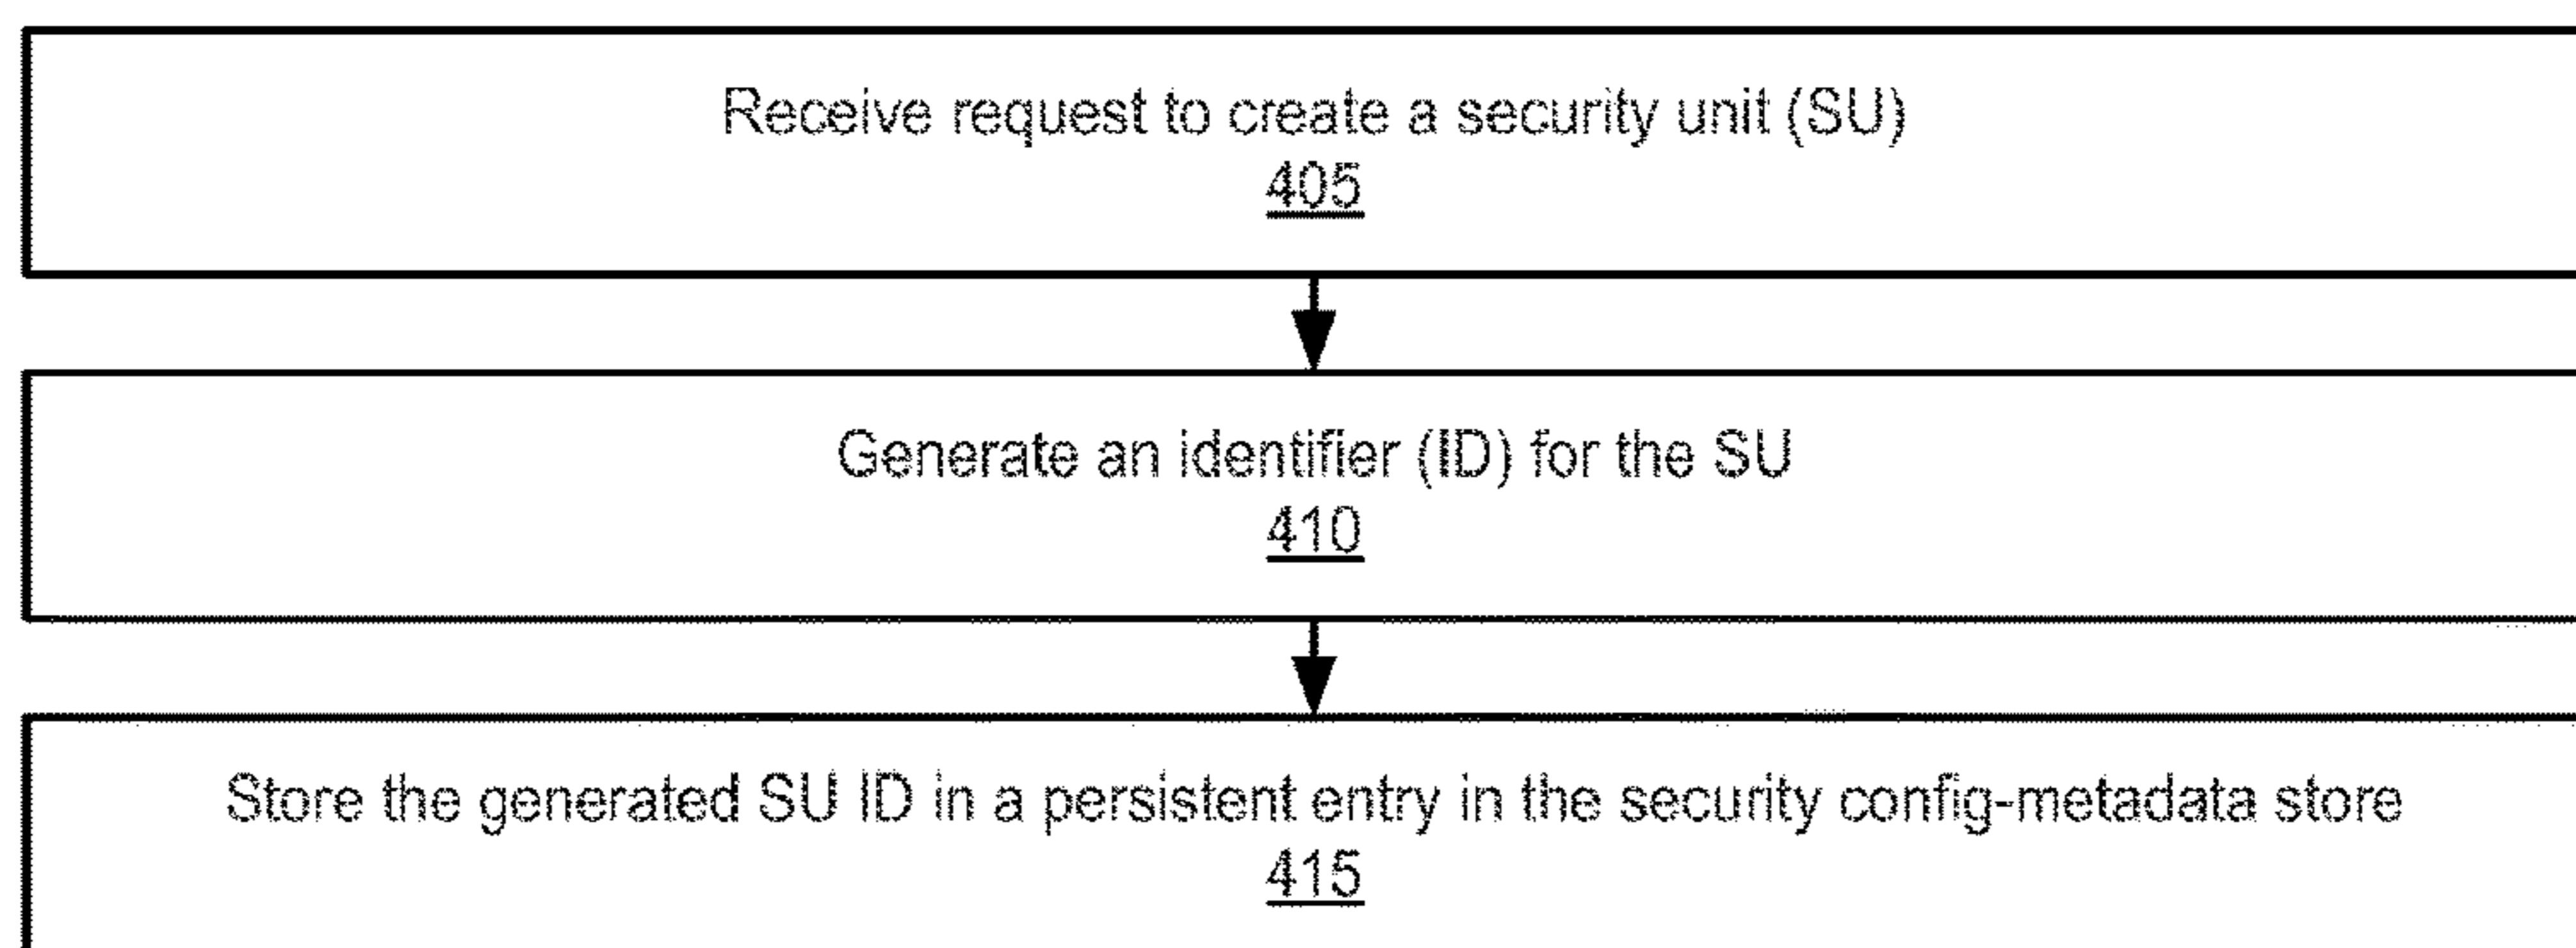 Receive request to create a security unit (SU)
405
Generate an identifier (ID) for the SU
410
Store the generated SU ID in a persistent entry in the security config-metadata store
415